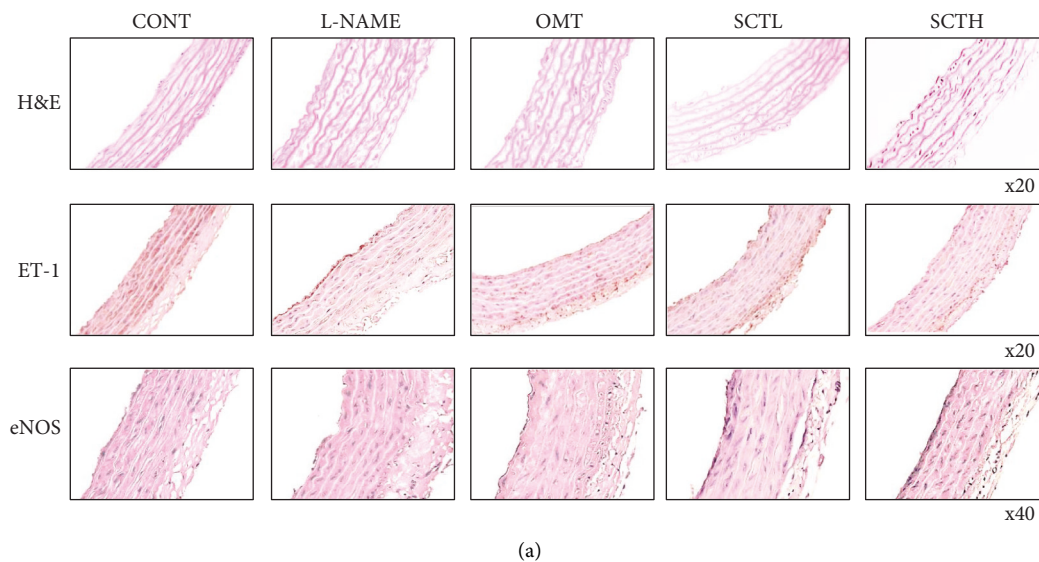 CONT L-NAME OMT SCTL SCTH
H&E
x20
ET-1
x20
eNOS
x40
(a)